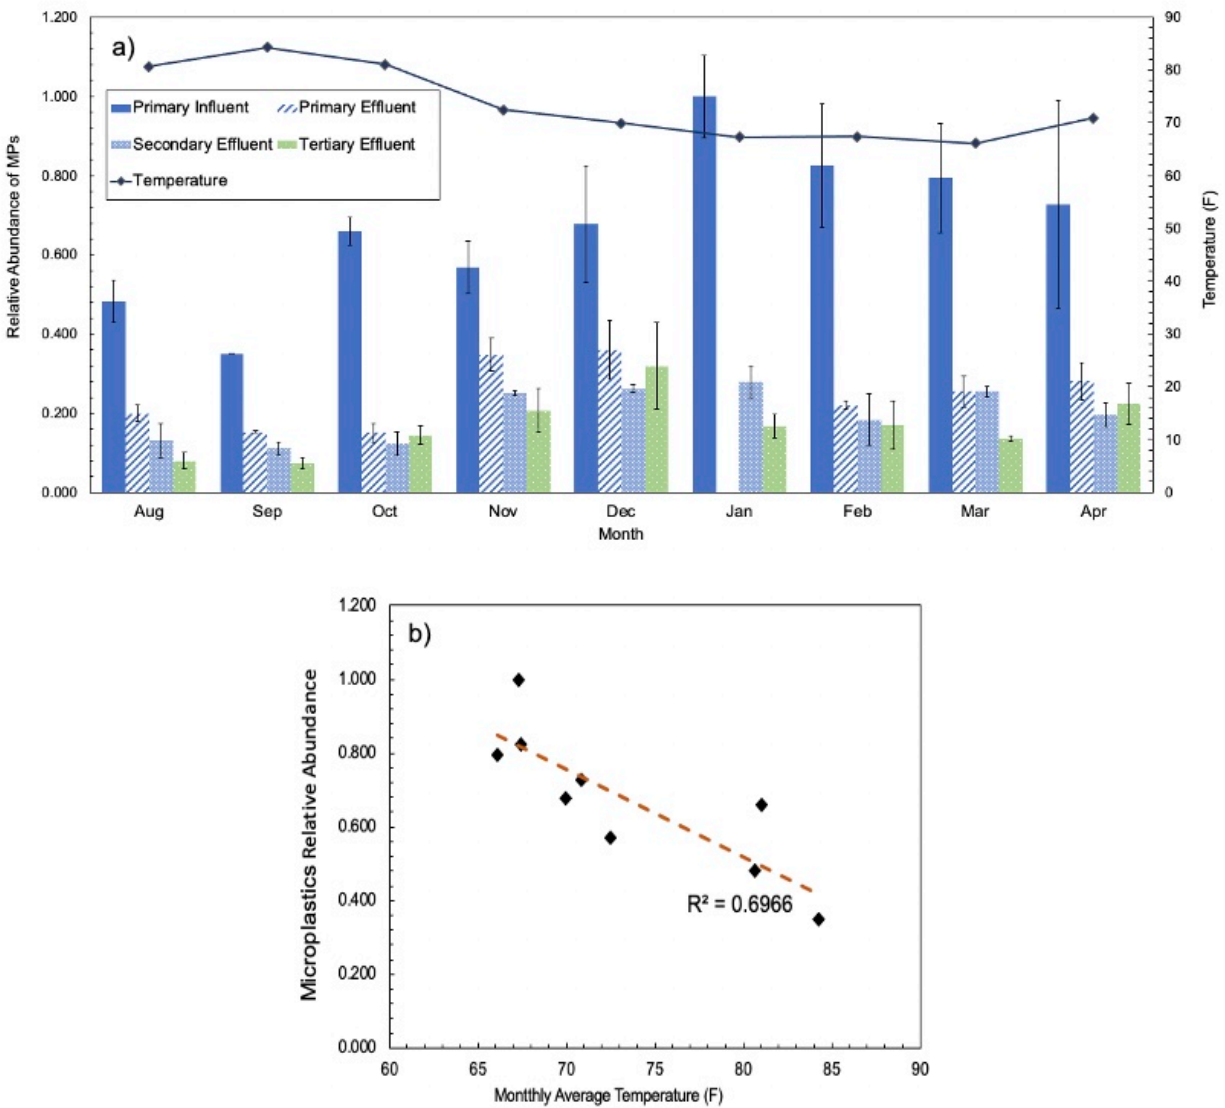 a)
Primary Influent Primary Effluent
Secondary Effluent Tertiary Effluent
Temperature
Relative Abundance of MPs
1.200
1.000
0.800
0.600
0.400
0.200
0.000
90
80
70
60
50
40
30
20
10
0
Temperature (F)
Aug Sep Oct Nov Dec Jan Feb Mar Apr
Month
b)
Microplastics Relative Abundance
1.200
1.000
0.800
0.600
0.400
0.200
0.000
R² = 0.6966
60 65 70 75 80 85 90
Montthly Average Temperature (F)